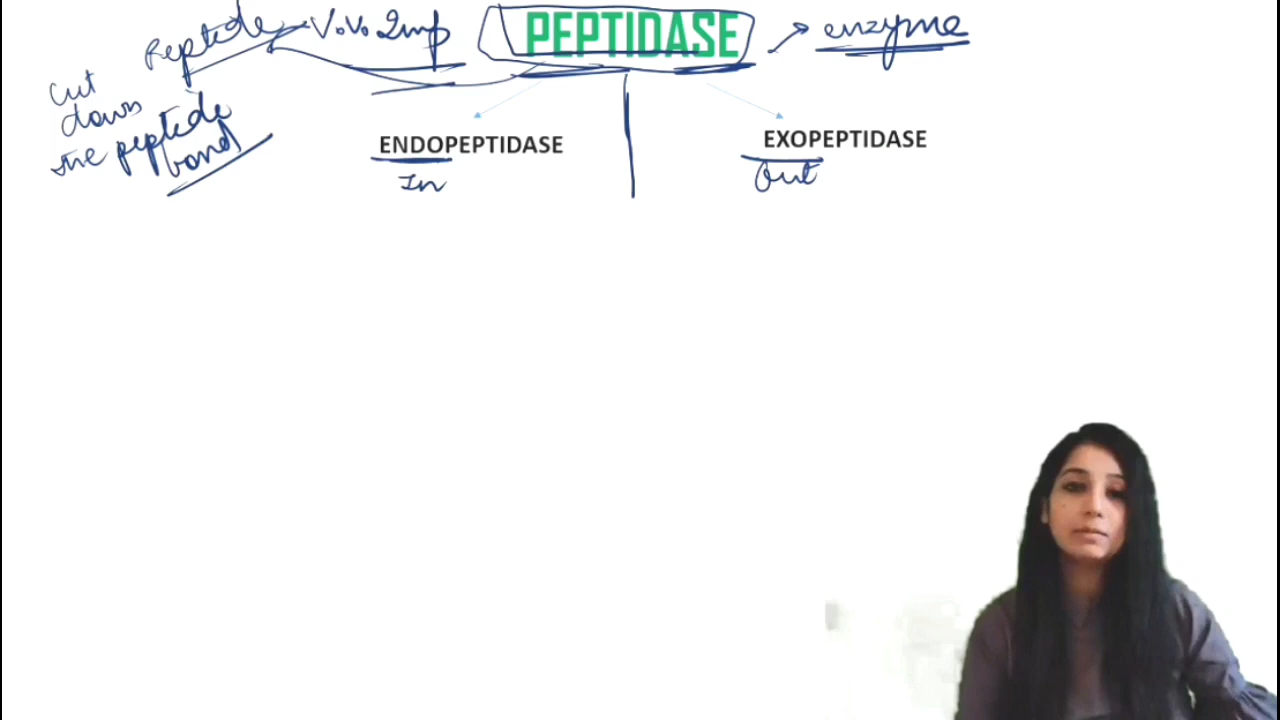 Peptide V.V. Imp PEPTIDASE enzyme
cut
down
the peptide
bond
ENDOPEPTIDASE EXOPEPTIDASE
In Out